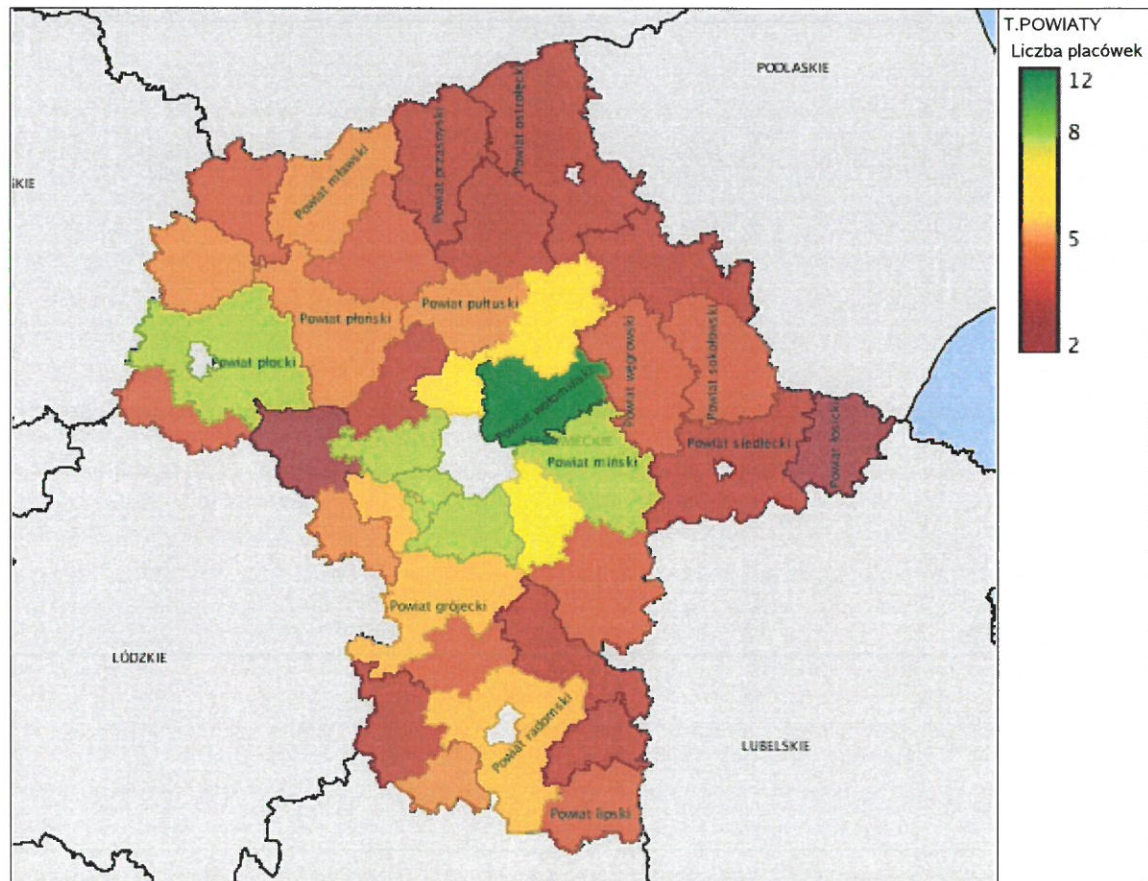 T.POWIATY
Liczba placówek
12
8
5
2
PODLASKIE
Powiat ostrołęcki
Powiat przasnyski
Powiat mławski
SKIE
Powiat pułtuski
Powiat płoński
Powiat płocki
Powiat węgrowski
Powiat sokołowski
Powiat wołomiński
Powiat siedlecki
Powiat łosicki
Powiat miński
Powiat grójecki
ŁÓDZKIE
Powiat radomski
LUBELSKIE
Powiat lipski